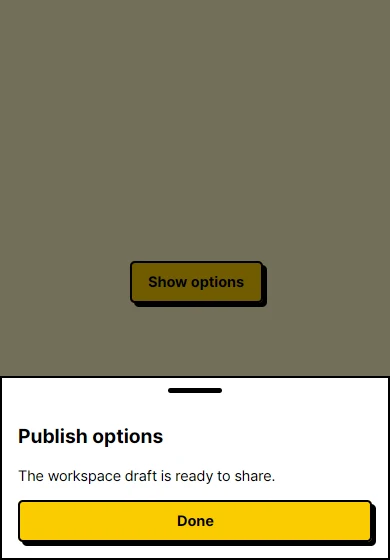 Show options
Publish options
The workspace draft is ready to share.
Done